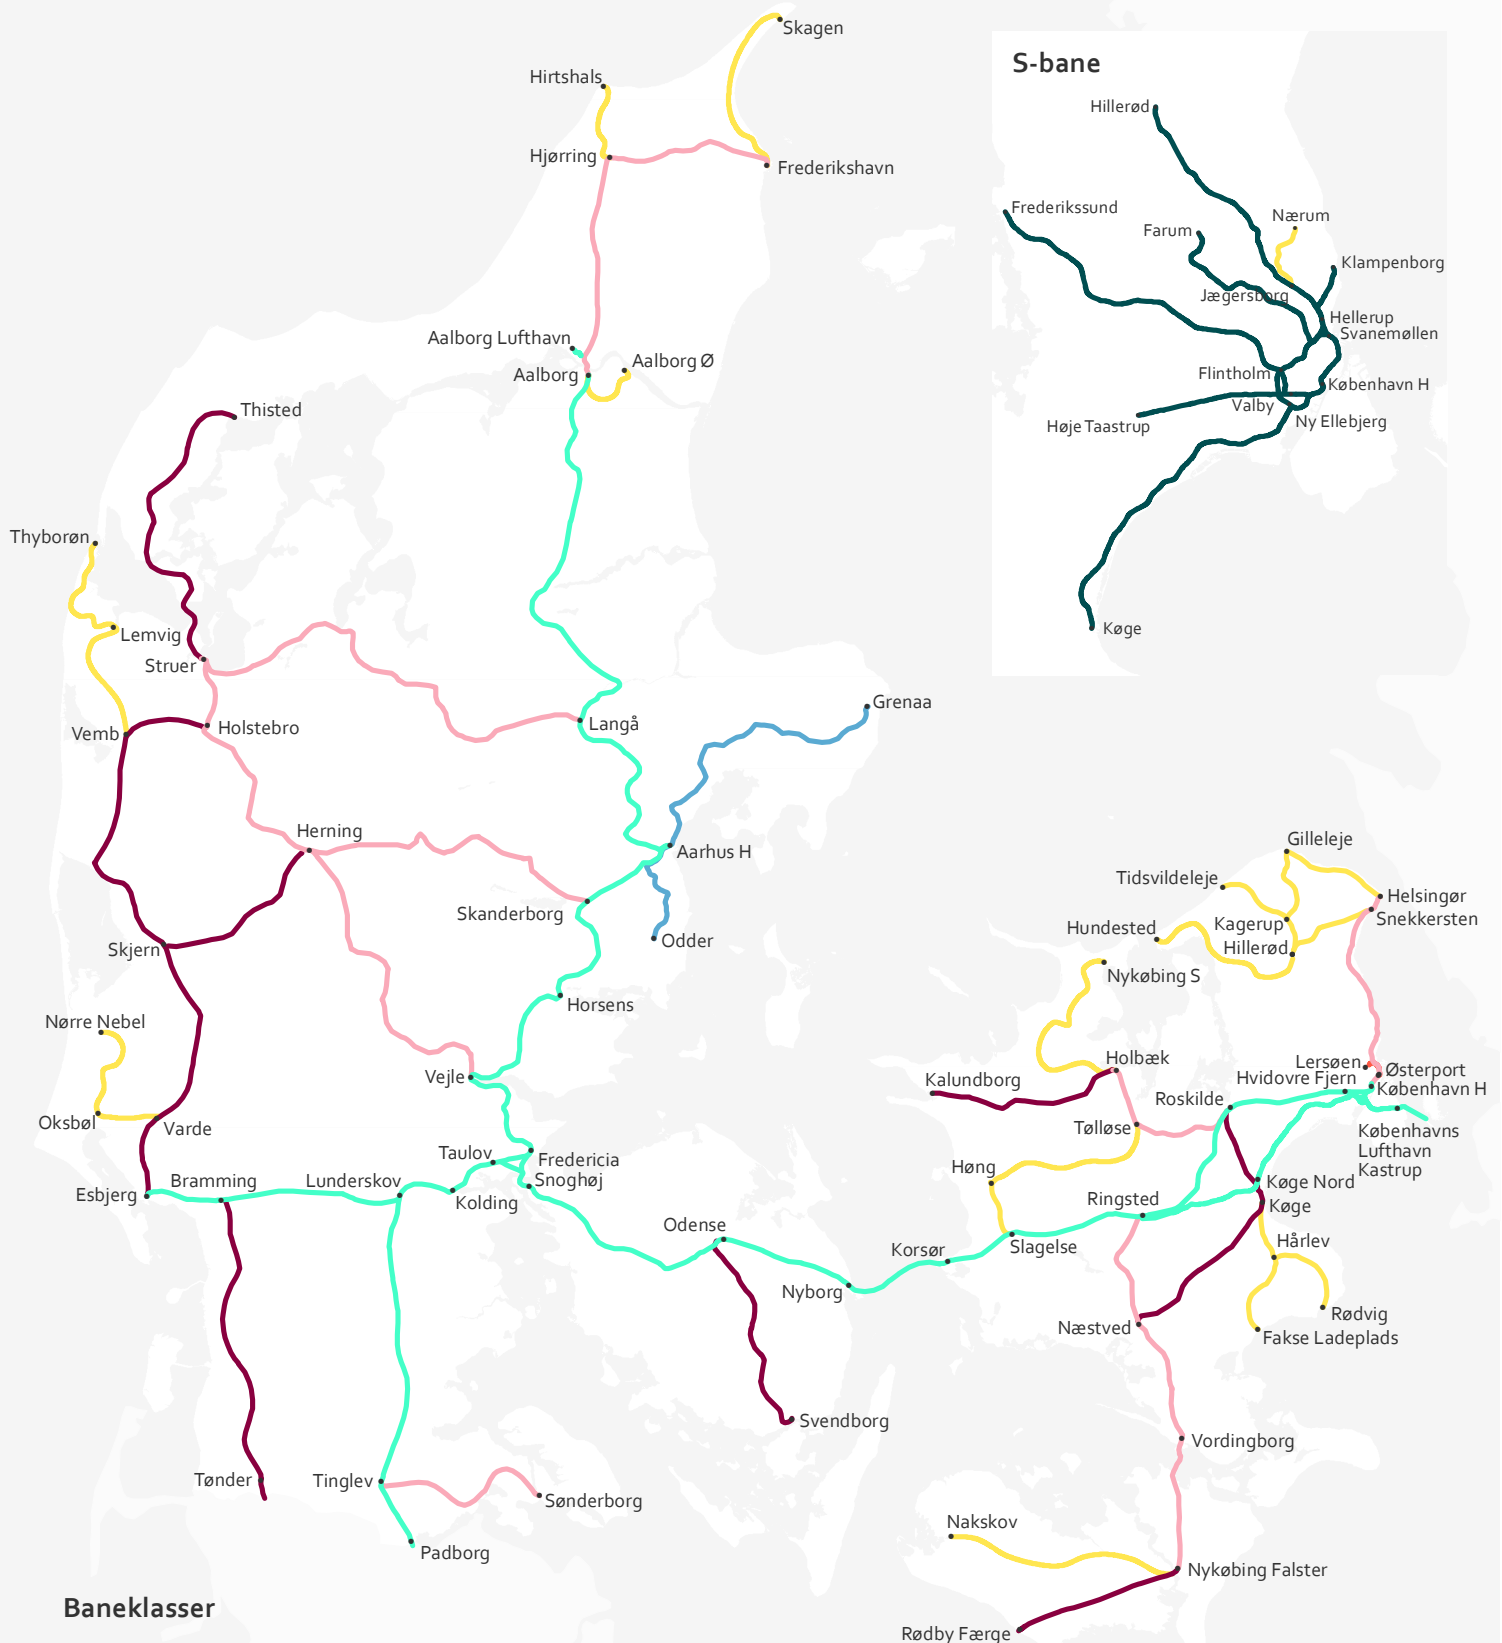 Skagen
Hirtshals
Hjørring
Frederikshavn
Aalborg Lufthavn
Aalborg Ø
Aalborg
Thisted
Thyborøn
Lemvig
Struer
Vemb
Holstebro
Langå
Grenaa
Herning
Aarhus H
Skanderborg
Odder
Skjern
Horsens
Nørre Nebel
Vejle
Oksbøl
Varde
Taulov
Fredericia
Snoghøj
Esbjerg
Bramming
Lunderskov
Kolding
Odense
Nyborg
Korsør
Svendborg
Tønder
Tinglev
Sønderborg
Padborg
S-bane
Hillerød
Frederikssund
Farum
Nærum
Klampenborg
Jægersborg
Hellerup
Svanemøllen
Flintholm
København H
Valby
Ny Ellebjerg
Høje Taastrup
Køge
Gilleleje
Tidsvildeleje
Helsingør
Snekkersten
Kagerup
Hundested
Hillerød
Nykøbing S
Holbæk
Lersøen
Østerport
Hvidovre Fjern
København H
Kalundborg
Roskilde
Tølløse
Københavns
Lufthavn
Kastrup
Høng
Køge Nord
Ringsted
Køge
Slagelse
Hårlev
Rødvig
Næstved
Fakse Ladeplads
Vordingborg
Nakskov
Nykøbing Falster
Rødby Færge
Baneklasser